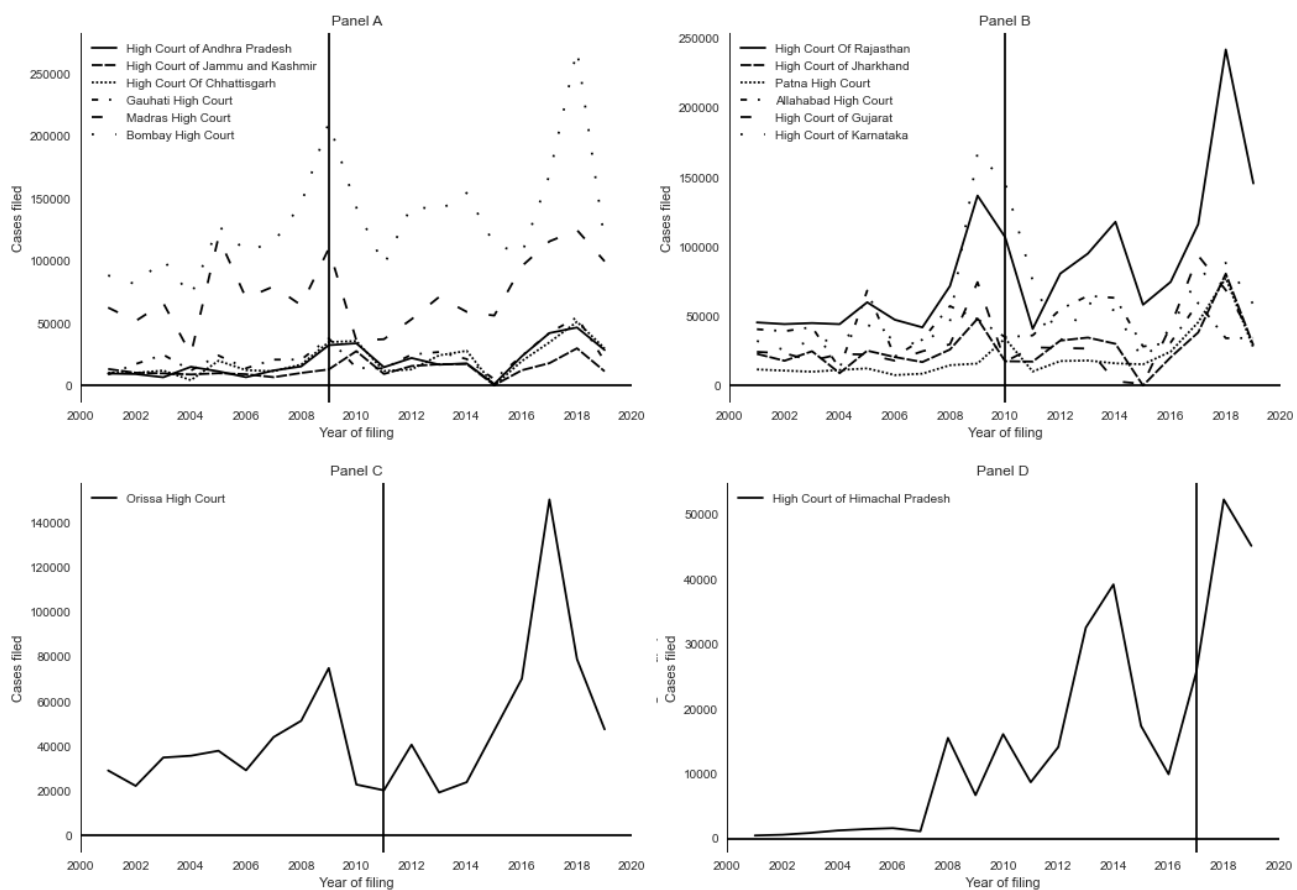 Panel A
High Court of Andhra Pradesh
High Court of Jammu and Kashmir
High Court Of Chhattisgarh
Gauhati High Court
Madras High Court
Bombay High Court
250000
200000
150000
100000
50000
0
Cases filed
2000 2002 2004 2006 2008 2010 2012 2014 2016 2018 2020
Year of filing
Panel B
High Court Of Rajasthan
High Court of Jharkhand
Patna High Court
Allahabad High Court
High Court of Gujarat
High Court of Karnataka
250000
200000
150000
100000
50000
0
Cases filed
2000 2002 2004 2006 2008 2010 2012 2014 2016 2018 2020
Year of filing
Panel C
Orissa High Court
140000
120000
100000
80000
60000
40000
20000
0
Cases filed
2000 2002 2004 2006 2008 2010 2012 2014 2016 2018 2020
Year of filing
Panel D
High Court of Himachal Pradesh
50000
40000
30000
20000
10000
0
Cases filed
2000 2002 2004 2006 2008 2010 2012 2014 2016 2018 2020
Year of filing